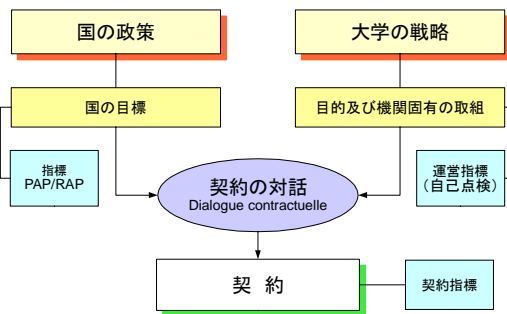 国の政策
大学の戦略
国の目標
目的及び機関固有の取組
指標
PAP/RAP
契約の対話
Dialogue contractuelle
運営指標
(自己点検)
契 約
契約指標